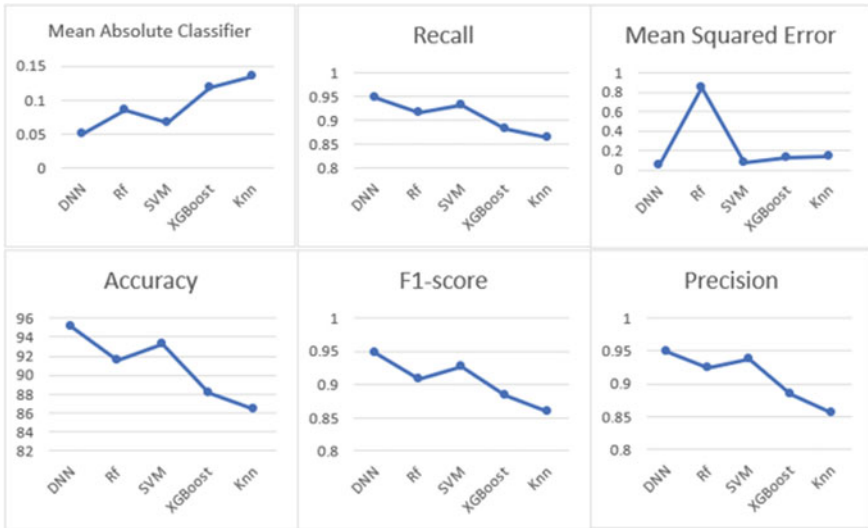 Mean Absolute Classifier
0.15
0.1
0.05
0
DNN
Rf
SVM
XGBoost
Knn
Recall
1
0.95
0.9
0.85
0.8
DNN
Rf
SVM
XGBoost
Knn
Mean Squared Error
1
0.8
0.6
0.4
0.2
0
DNN
Rf
SVM
XGBoost
Knn
Accuracy
96
94
92
90
88
86
84
82
DNN
Rf
SVM
XGBoost
Knn
F1-score
1
0.95
0.9
0.85
0.8
DNN
Rf
SVM
XGBoost
Knn
Precision
1
0.95
0.9
0.85
0.8
DNN
Rf
SVM
XGBoost
Knn